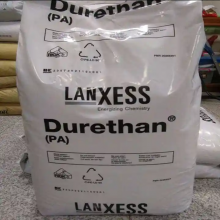 Durethan®
(PA)
LANXESS
Energizing Chemistry
Durethan®
(PA)
LANXESS